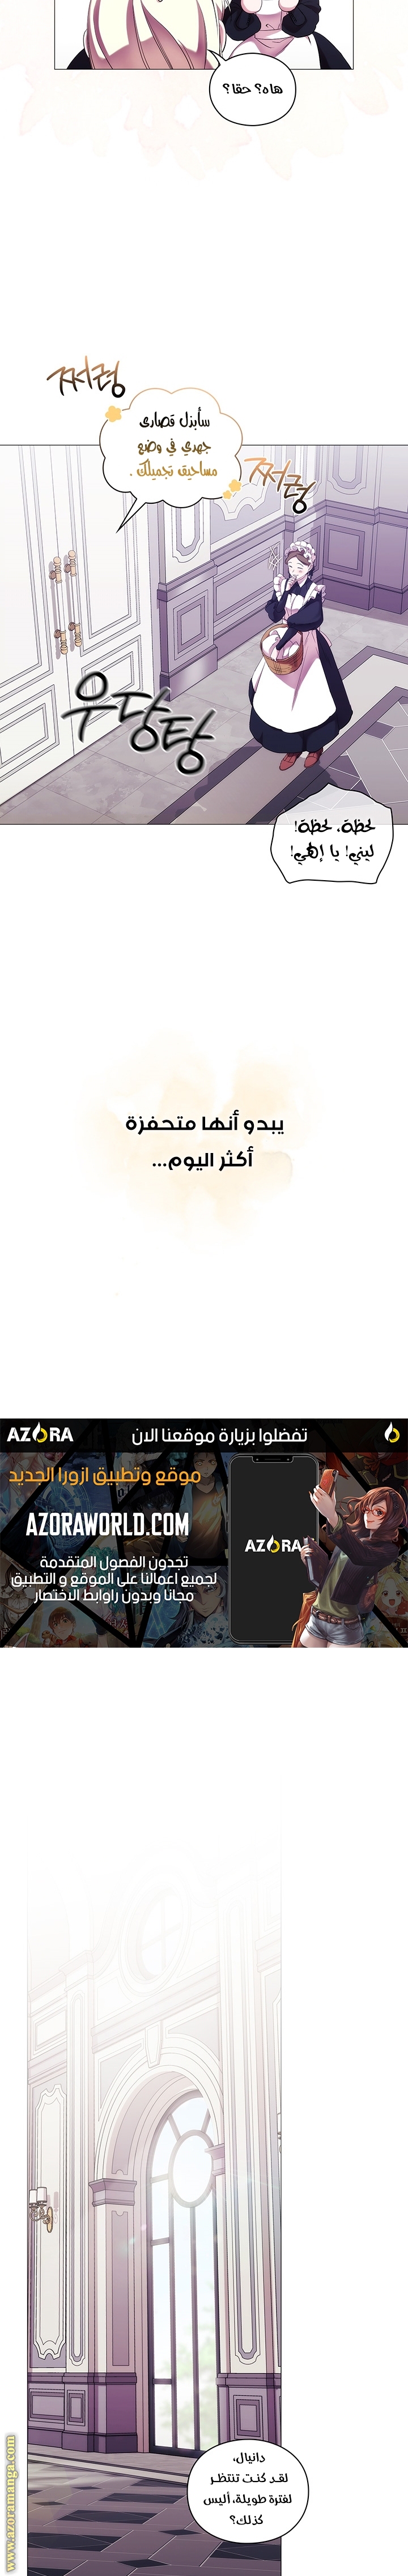 هاه؟ حقا؟
쩌렁
سأبذل قصارى
جهدي في وضع
مساحيق تجميلك .
쩌렁
우당탕
لحظة، لحظة!
ليني! يا إلهي!
يبدو أنها متحفزة
أكثر اليوم...
AZORA
تفضلوا بزيارة موقعنا الان
موقع وتطبيق ازورا الجديد
AZORAWORLD.COM
تجدون الفصول المتقدمة
لجميع اعمالنا على الموقع و التطبيق
مجانا وبدون راوابط الاختصار
AZORA
دانيال،
لقد كنت تنتظر
لفترة طويلة، أليس
كذلك؟
www.azoramanga.com